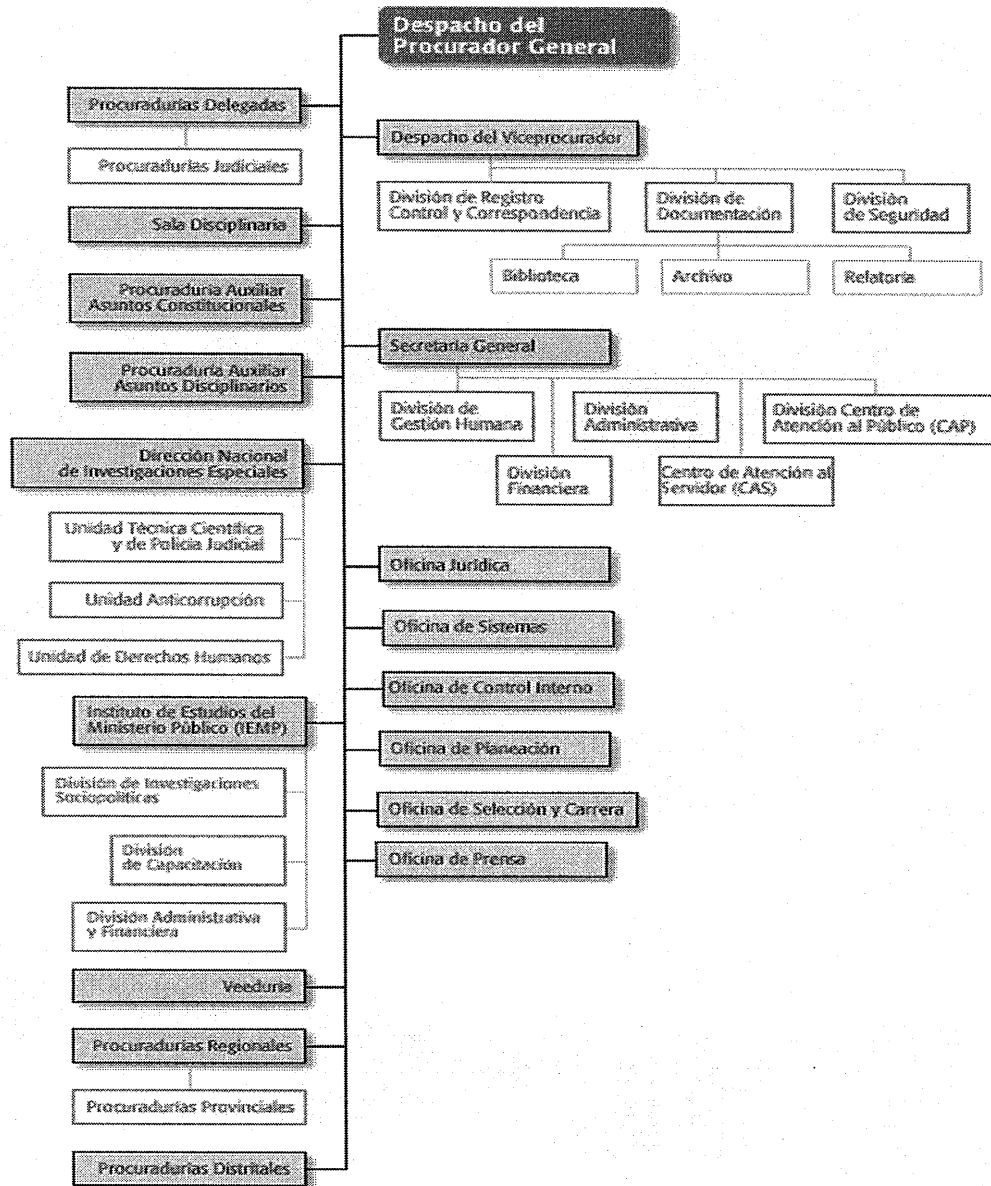 Despacho del
Procurador General
Procuradurías Delegadas
Procuradurías Judiciales
Sala Disciplinaria
Procuraduría Auxiliar
Asuntos Constitucionales
Procuraduría Auxiliar
Asuntos Disciplinarios
Dirección Nacional
de Investigaciones Especiales
Unidad Técnica Científica
y de Policía Judicial
Unidad Anticorrupción
Unidad de Derechos Humanos
Instituto de Estudios del
Ministerio Público (IEMP)
División de Investigaciones
Sociopolíticas
División
de Capacitación
División Administrativa
y Financiera
Veeduría
Procuradurías Regionales
Procuradurías Provinciales
Procuradurías Distritales
Despacho del Viceprocurador
División de Registro
Control y Correspondencia
División de
Documentación
División
de Seguridad
Biblioteca
Archivo
Relatoría
Secretaría General
División de
Gestión Humana
División
Administrativa
División Centro de
Atención al Público (CAP)
División
Financiera
Centro de Atención al
Servidor (CAS)
Oficina Jurídica
Oficina de Sistemas
Oficina de Control Interno
Oficina de Planeación
Oficina de Selección y Carrera
Oficina de Prensa